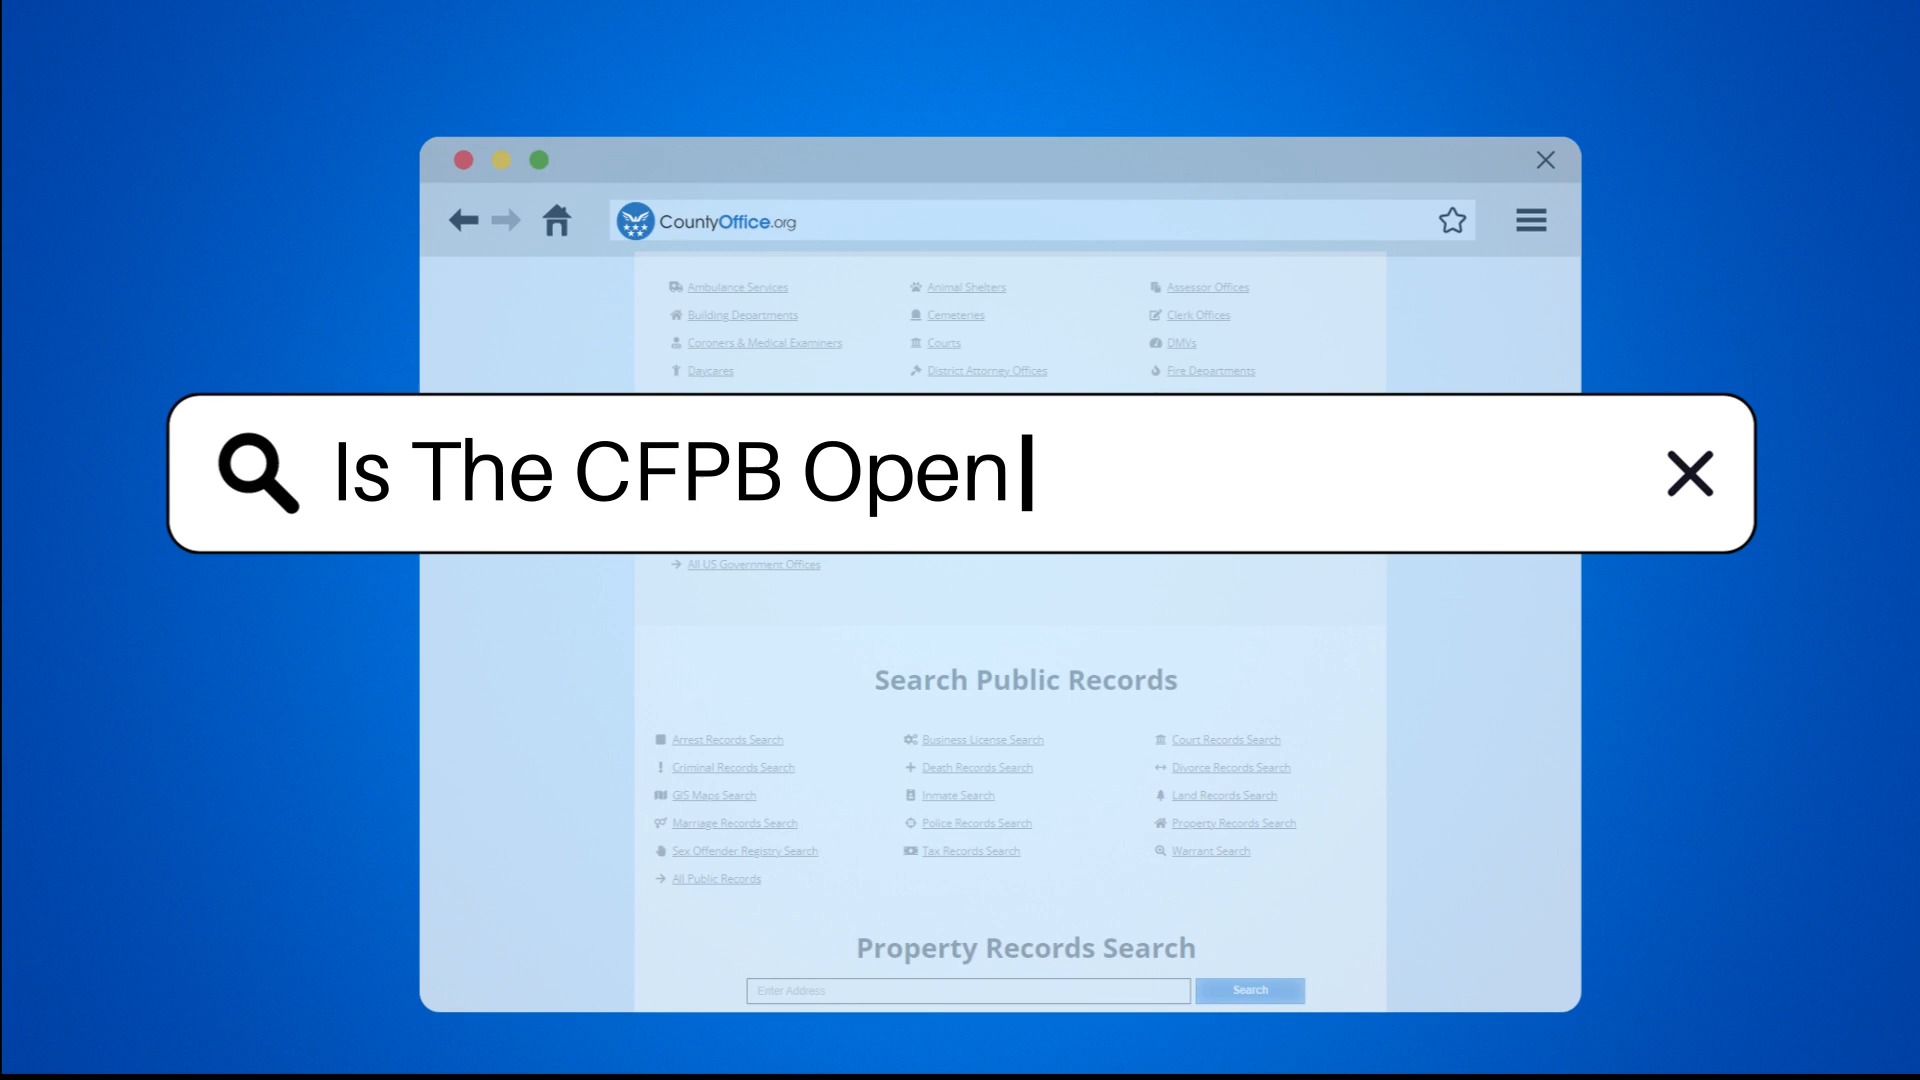 CountyOffice.org
Ambulance Services Animal Shelters Assessor Offices
Building Departments Cemeteries Clerk Offices
Coroners & Medical Examiners Courts DMVs
Daycares District Attorney Offices Fire Departments
Is The CFPB Open
All US Government Offices
Search Public Records
Arrest Records Search Business License Search Court Records Search
Criminal Records Search Death Records Search Divorce Records Search
GIS Maps Search Inmate Search Land Records Search
Marriage Records Search Police Records Search Property Records Search
Sex Offender Registry Search Tax Records Search Warrant Search
All Public Records
Property Records Search
Enter Address Search